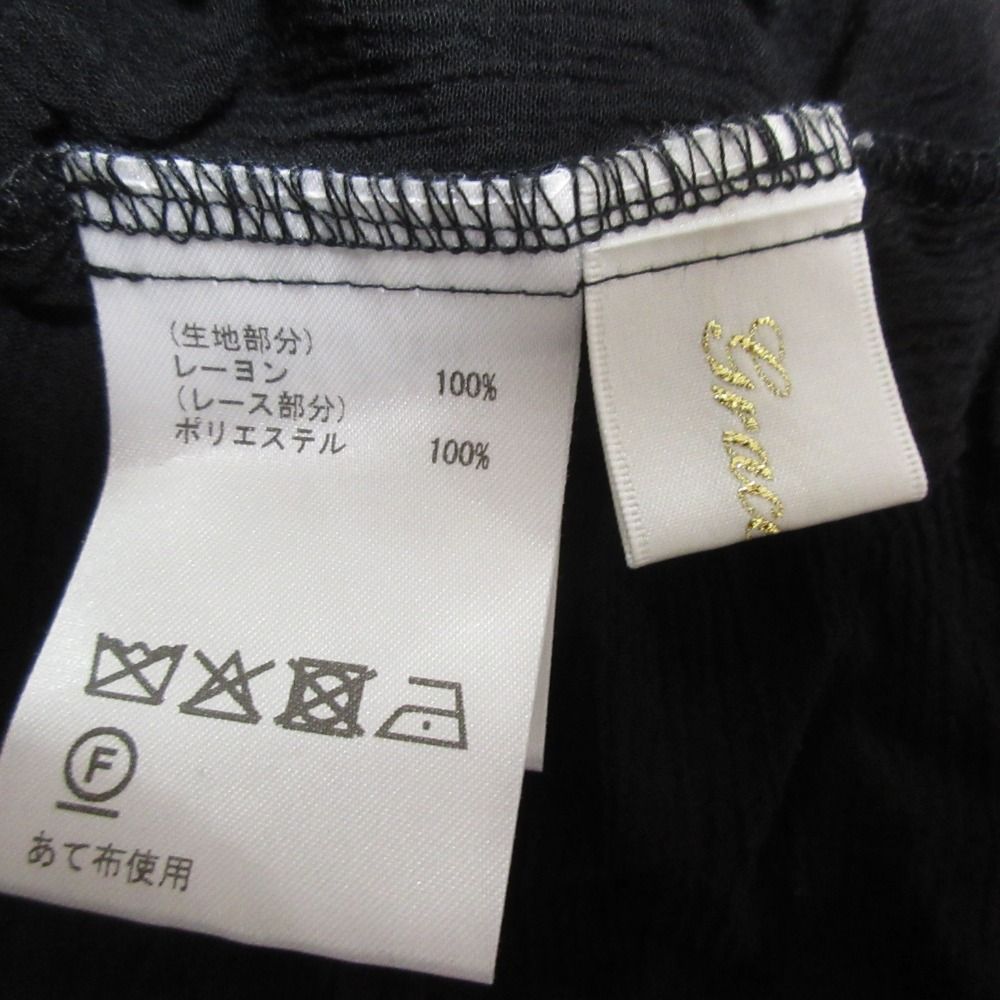 (生地部分)
レーヨン 100%
(レース部分)
ポリエステル 100%
F
あて布使用